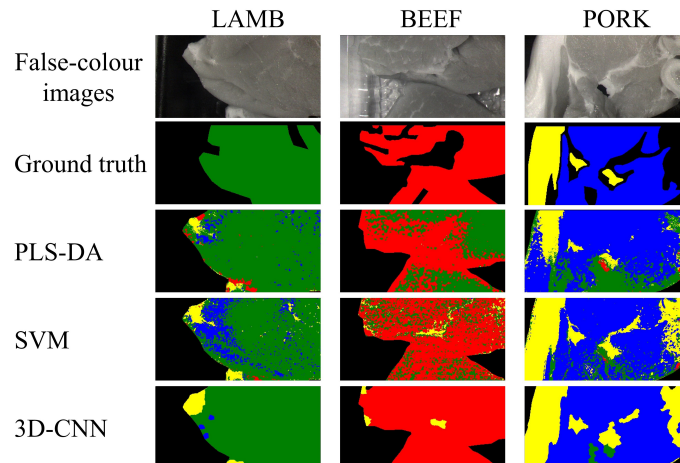 LAMB BEEF PORK
False-colour
images
Ground truth
PLS-DA
SVM
3D-CNN